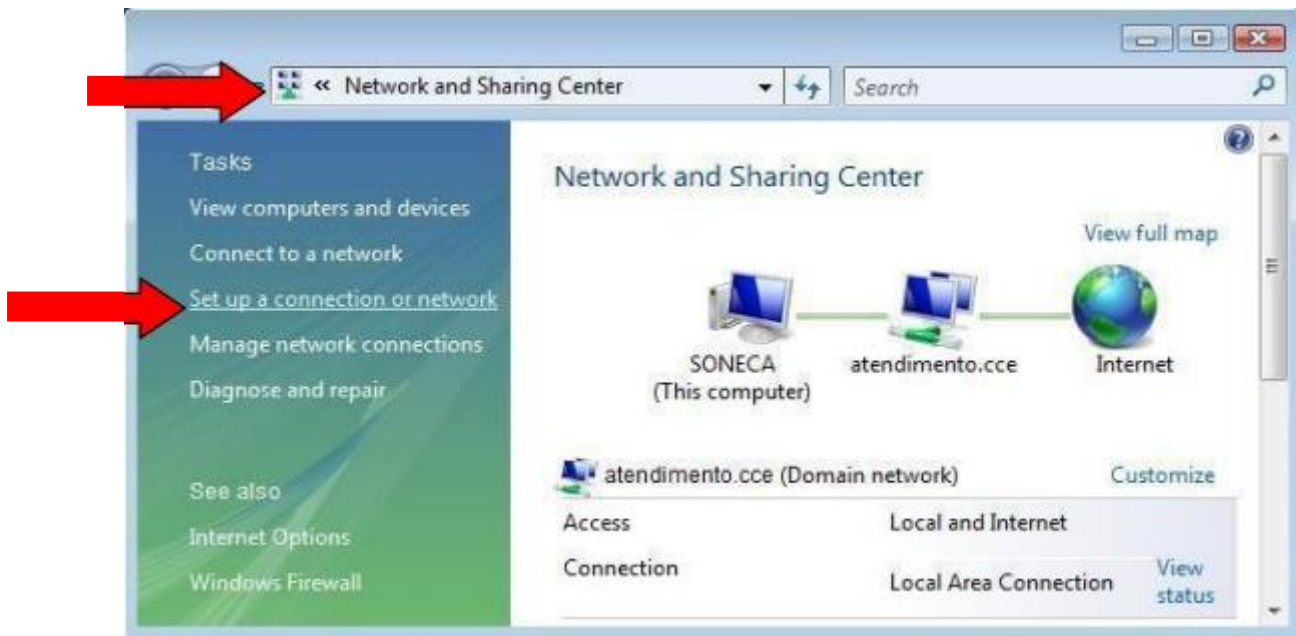 « Network and Sharing Center
Search
Tasks
View computers and devices
Connect to a network
Set up a connection or network
Manage network connections
Diagnose and repair
See also
Internet Options
Windows Firewall
Network and Sharing Center
View full map
SONECA
(This computer)
atendimento.cce
Internet
atendimento.cce (Domain network)
Customize
Access
Local and Internet
Connection
Local Area Connection
View
status